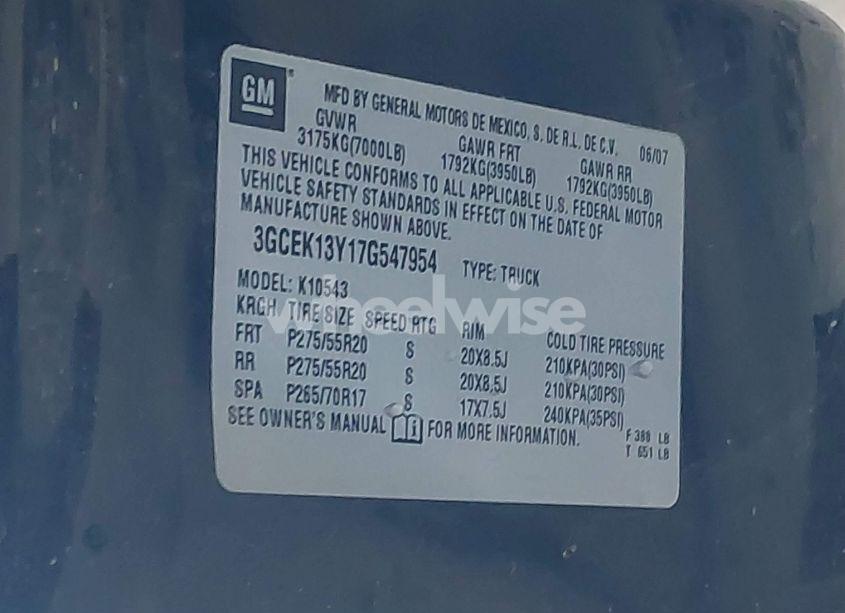 GM
MFD BY GENERAL MOTORS DE MEXICO, S. DE R.L. DE C.V. 06/07
GVWR GAWR FRT GAWR RR
3175KG(7000LB) 1792KG(3950LB) 1792KG(3950LB)
THIS VEHICLE CONFORMS TO ALL APPLICABLE U.S. FEDERAL MOTOR
VEHICLE SAFETY STANDARDS IN EFFECT ON THE DATE OF
MANUFACTURE SHOWN ABOVE.
3GCEK13Y17G547954 TYPE: TRUCK
MODEL: K10543
wheelwise
KRGH TIRE SIZE SPEED RTG RIM COLD TIRE PRESSURE
FRT P275/55R20 S 20X8.5J 210KPA(30PSI)
RR P275/55R20 S 20X8.5J 210KPA(30PSI)
SPA P265/70R17 S 17X7.5J 240KPA(35PSI)
SEE OWNER'S MANUAL FOR MORE INFORMATION.
F 388 LB
T 651 LB